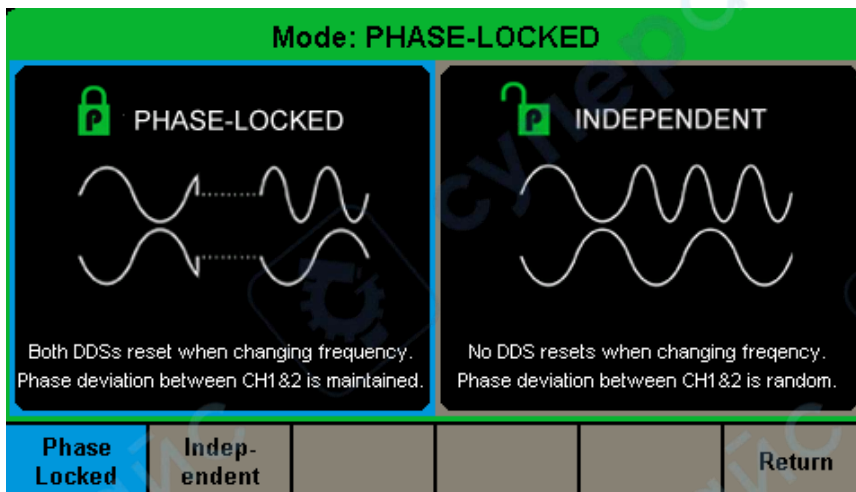 Mode: PHASE-LOCKED
PHASE-LOCKED
Both DDSs reset when changing frequency.
Phase deviation between CH1&2 is maintained.
INDEPENDENT
No DDS resets when changing freqency.
Phase deviation between CH1&2 is random.
Phase
Locked
Indep-
endent
Return